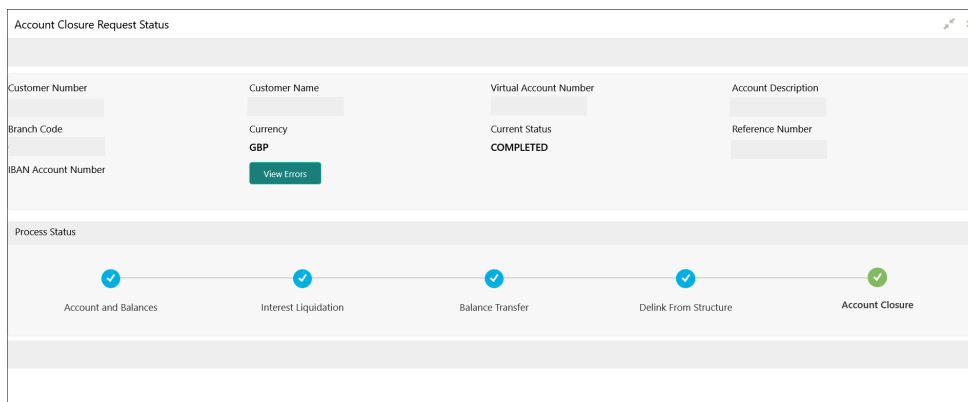 Account Closure Request Status
Customer Number Customer Name Virtual Account Number Account Description
Branch Code Currency Current Status Reference Number
GBP COMPLETED
IBAN Account Number View Errors
Process Status
Account and Balances Interest Liquidation Balance Transfer Delink From Structure Account Closure